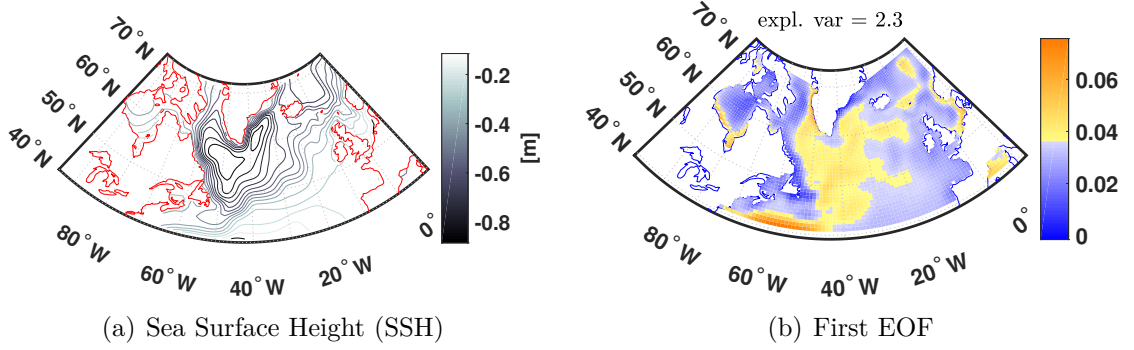 70°N
60°N
50°N
40°N
80°W
60°W
40°W
20°W
0°
-0.2
-0.4
-0.6
-0.8
[m]
(a) Sea Surface Height (SSH)
expl. var = 2.3
70°N
60°N
50°N
40°N
80°W
60°W
40°W
20°W
0°
0.06
0.04
0.02
0
(b) First EOF